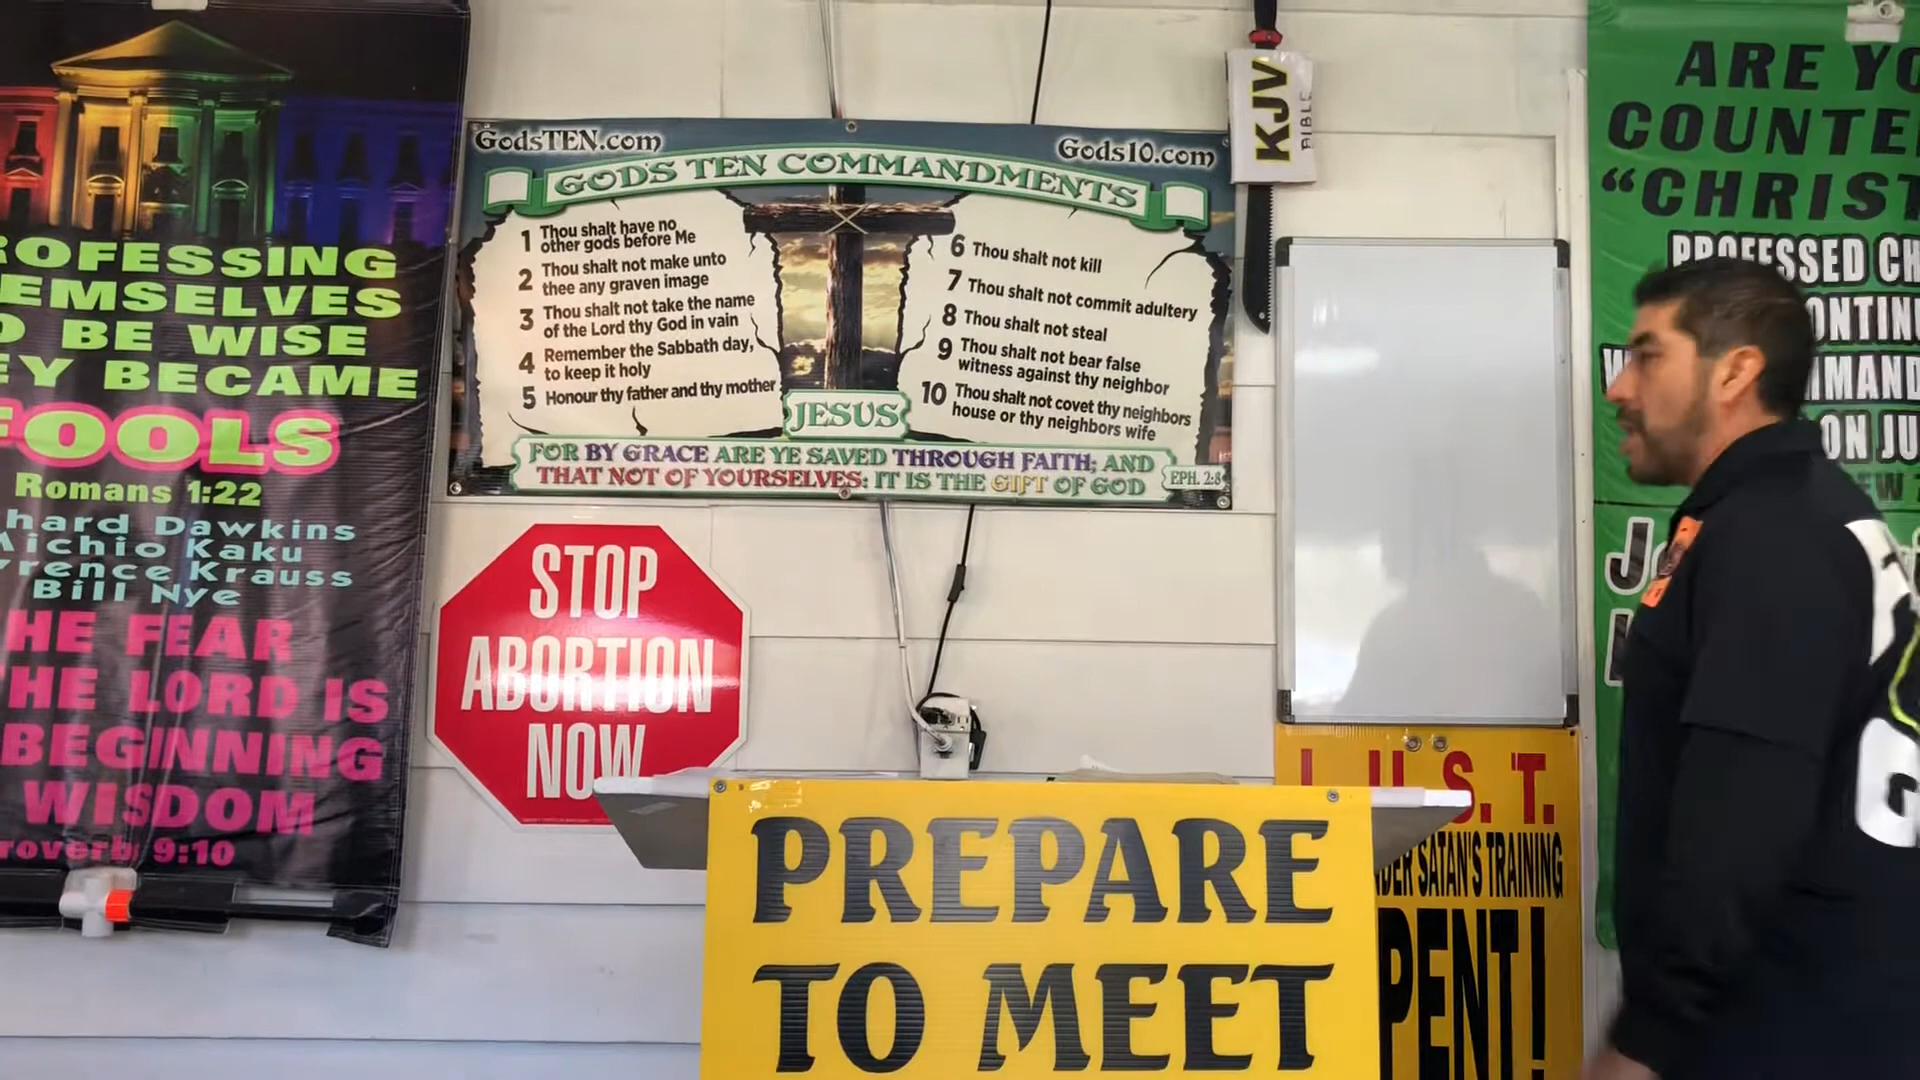 OFESSING
EMSELVES
O BE WISE
EY BECAME
FOOLS
Romans 1:22
hard Dawkins
Michio Kaku
rence Krauss
Bill Nye
HE FEAR
HE LORD IS
BEGINNING
WISDOM
roverb 9:10
GodsTEN.com
Gods10.com
GOD'S TEN COMMANDMENTS
1 Thou shalt have no
other gods before Me
2 Thou shalt not make unto
thee any graven image
3 Thou shalt not take the name
of the Lord thy God in vain
4 Remember the Sabbath day,
to keep it holy
5 Honour thy father and thy mother
6 Thou shalt not kill
7 Thou shalt not commit adultery
8 Thou shalt not steal
9 Thou shalt not bear false
witness against thy neighbor
10 Thou shalt not covet thy neighbors
house or thy neighbors wife
JESUS
FOR BY GRACE ARE YE SAVED THROUGH FAITH; AND
THAT NOT OF YOURSELVES: IT IS THE GIFT OF GOD
EPH. 2:8
STOP
ABORTION
NOW
KJV
BIBLE
PREPARE
TO MEET
L.U.S.T.
DER SATAN'S TRAINING
PENT!
ARE YO
COUNTE
"CHRIST
PROFESSED CH
ONTINU
MMAND
ON JU